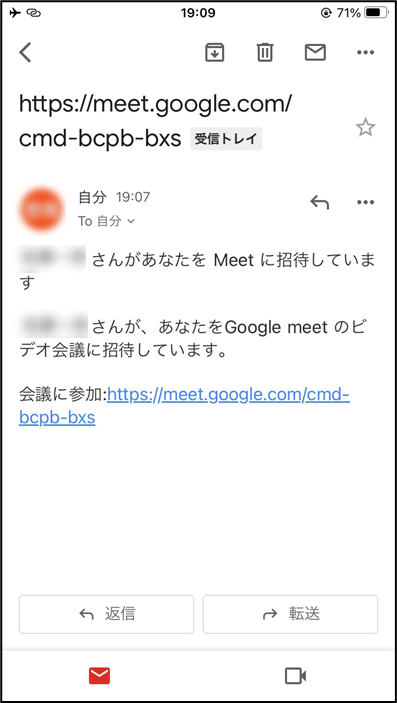 19:09
71%
https://meet.google.com/
cmd-bcpb-bxs 受信トレイ
自分 19:07
To 自分
さんがあなたを Meet に招待していま
す
さんが、あなたをGoogle meet のビ
デオ会議に招待しています。
会議に参加:https://meet.google.com/cmd-
bcpb-bxs
返信
転送